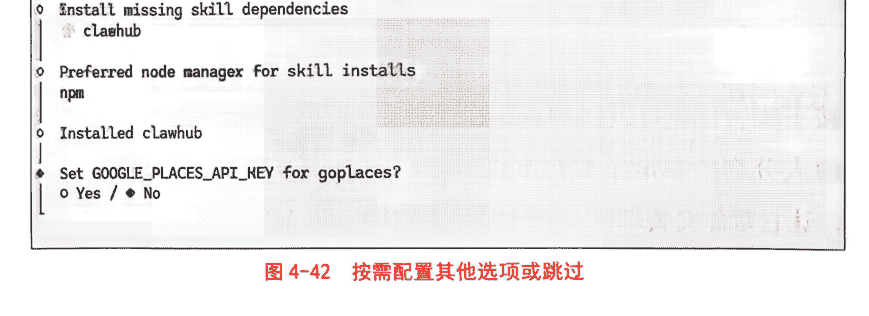 Install missing skill dependencies
clawhub
Preferred node manager for skill installs
npm
Installed clawhub
Set GOOGLE_PLACES_API_KEY for goplaces?
○ Yes / ● No
图 4-42 按需配置其他选项或跳过